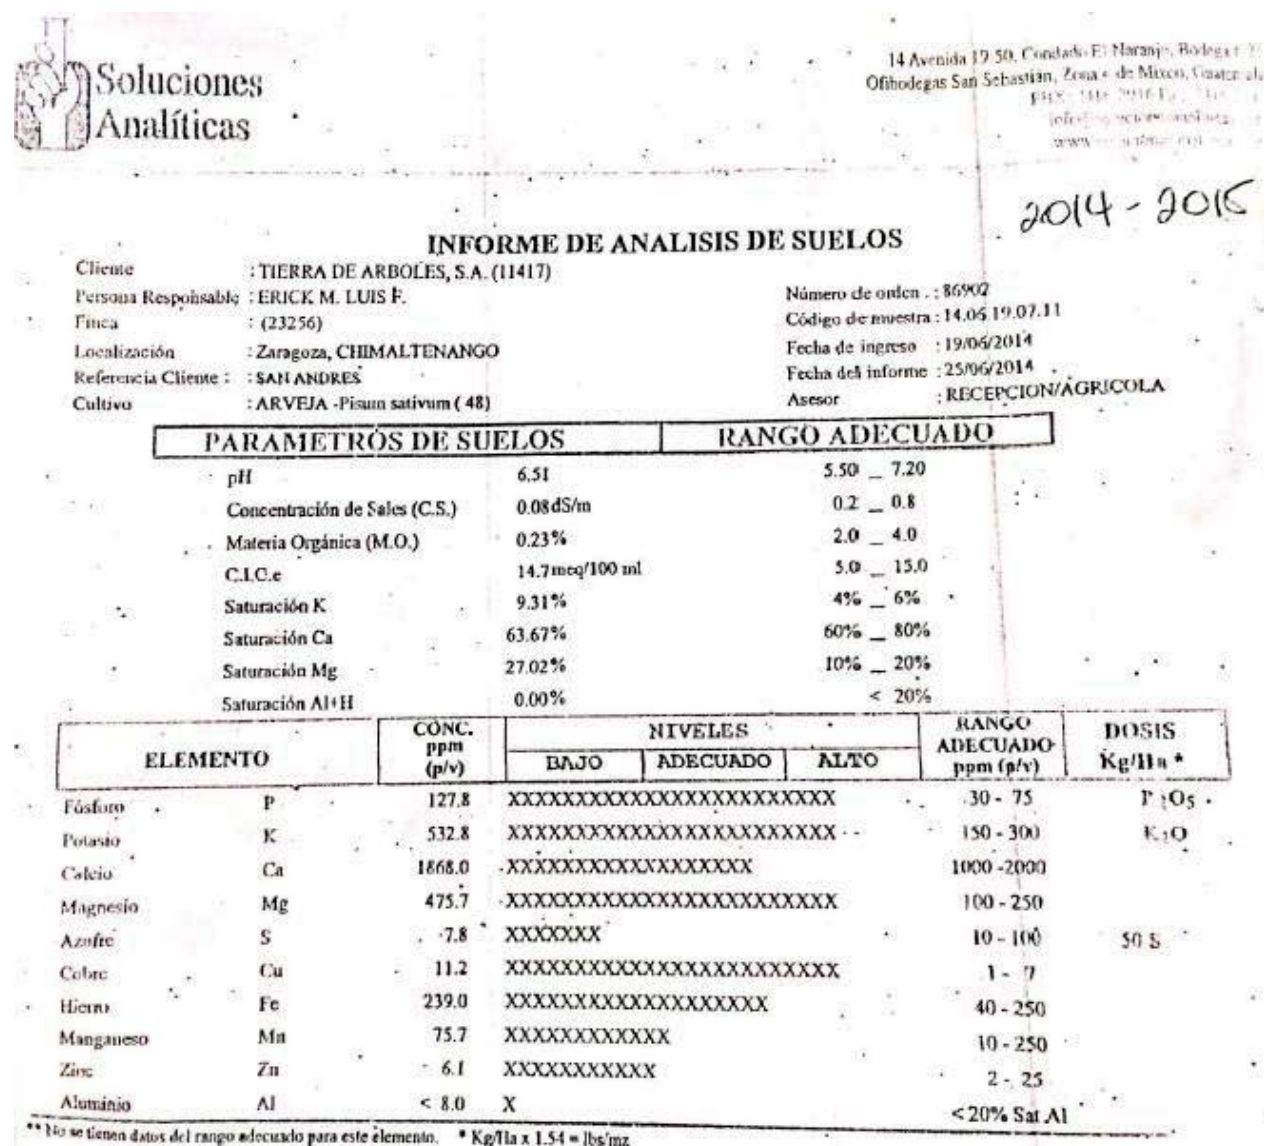 Soluciones
Analíticas
14 Avenida 19-50, Condado El Naranjo, Bodega
Ofibodegas San Sebastián, Zona 4 de Mixco,
2014 - 2015
INFORME DE ANALISIS DE SUELOS
Cliente : TIERRA DE ARBOLES, S.A. (11417)
Persona Responsable : ERICK M. LUIS F.
Número de orden . : 86902
Finca : (23256)
Código de muestra : 14.06.19.07.11
Localización : Zaragoza, CHIMALTENANGO
Fecha de ingreso : 19/06/2014
Referencia Cliente : : SAN ANDRES
Fecha del informe : 25/06/2014
Cultivo : ARVEJA -Pisum sativum ( 48)
Asesor : RECEPCION/AGRICOLA
PARAMETROS DE SUELOS RANGO ADECUADO
pH 6.51 5.50 _ 7.20
Concentración de Sales (C.S.) 0.08dS/m 0.2 _ 0.8
Materia Orgánica (M.O.) 0.23% 2.0 _ 4.0
C.I.C.e 14.7meq/100 ml 5.0 _ 15.0
Saturación K 9.31% 4% _ 6%
Saturación Ca 63.67% 60% _ 80%
Saturación Mg 27.02% 10% _ 20%
Saturación Al+H 0.00% < 20%
ELEMENTO CONC. ppm (p/v) NIVELES BAJO ADECUADO ALTO RANGO ADECUADO ppm (p/v) DOSIS Kg/Ha *
Fósforo P 127.8 XXXXXXXXXXXXXXXXXXXXXXXXXX 30 - 75 P2O5
Potasio K 532.8 XXXXXXXXXXXXXXXXXXXXXXXXXX 150 - 300 K2O
Calcio Ca 1868.0 XXXXXXXXXXXXXXXXXXX 1000 -2000
Magnesio Mg 475.7 XXXXXXXXXXXXXXXXXXXXXXXXXX 100 - 250
Azufre S 7.8 XXXXXXX 10 - 100 50 S
Cobre Cu 11.2 XXXXXXXXXXXXXXXXXXXXXXXXXX 1 - 7
Hierro Fe 239.0 XXXXXXXXXXXXXXXXXXXX 40 - 250
Manganeso Mn 75.7 XXXXXXXXXXXX 10 - 250
Zinc Zn 6.1 XXXXXXXXXXX 2 - 25
Aluminio Al < 8.0 X <20% Sat Al
** No se tienen datos del rango adecuado para este elemento. * Kg/Ha x 1.54 = lbs/mz